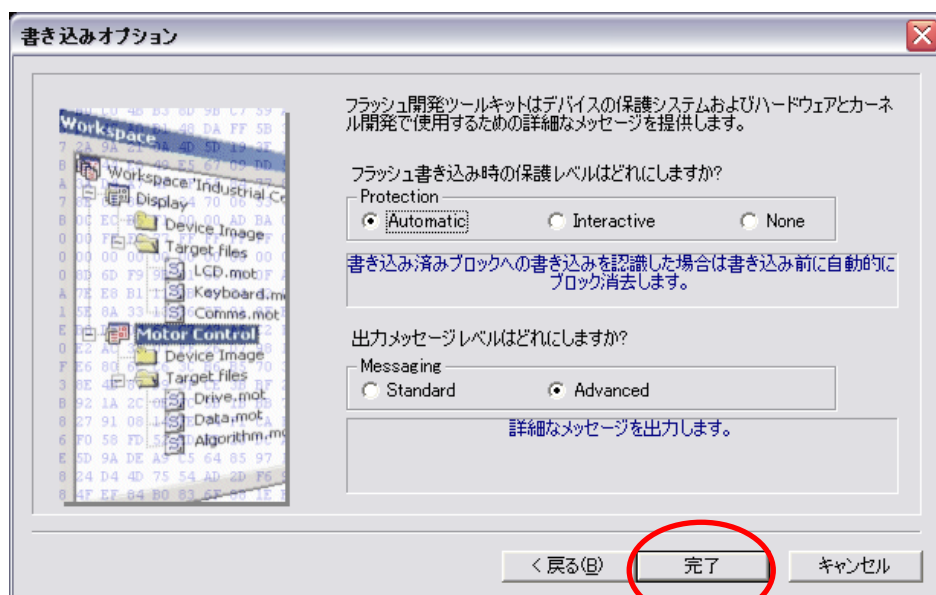 書き込みオプション
フラッシュ開発ツールキットはデバイスの保護システムおよびハードウェアとカーネ
ル開発で使用するための詳細なメッセージを提供します。
フラッシュ書き込み時の保護レベルはどれにしますか?
Protection
Automatic Interactive None
書き込み済みブロックへの書き込みを認識した場合は書き込み前に自動的に
ブロック消去します。
出力メッセージレベルはどれにしますか?
Messaging
Standard Advanced
詳細なメッセージを出力します。
Workspace
Workspace 'Industrial Co
Display
Device Image
Target files
LCD.mot
Keyboard.m
Comms.mot
Motor Control
Device Image
Target files
Drive.mot
Data.mot
Algorithm.m
< 戻る(B) 完了 キャンセル